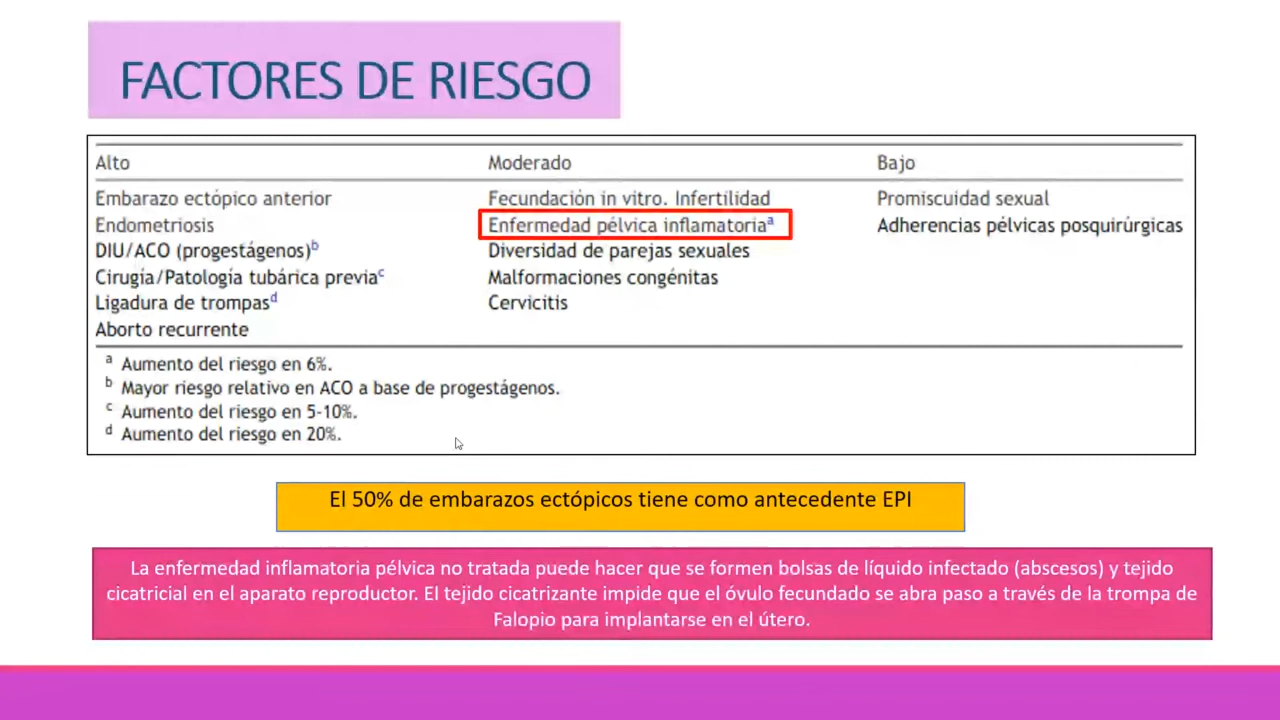 FACTORES DE RIESGO
Alto Moderado Bajo
Embarazo ectópico anterior Fecundación in vitro. Infertilidad Promiscuidad sexual
Endometriosis Enfermedad pélvica inflamatoriaª Adherencias pélvicas posquirúrgicas
DIU/ACO (progestágenos)b Diversidad de parejas sexuales
Cirugía/Patología tubárica previac Malformaciones congénitas
Ligadura de trompasd Cervicitis
Aborto recurrente
a Aumento del riesgo en 6%.
b Mayor riesgo relativo en ACO a base de progestágenos.
c Aumento del riesgo en 5-10%.
d Aumento del riesgo en 20%.
El 50% de embarazos ectópicos tiene como antecedente EPI
La enfermedad inflamatoria pélvica no tratada puede hacer que se formen bolsas de líquido infectado (abscesos) y tejido
cicatricial en el aparato reproductor. El tejido cicatrizante impide que el óvulo fecundado se abra paso a través de la trompa de
Falopio para implantarse en el útero.